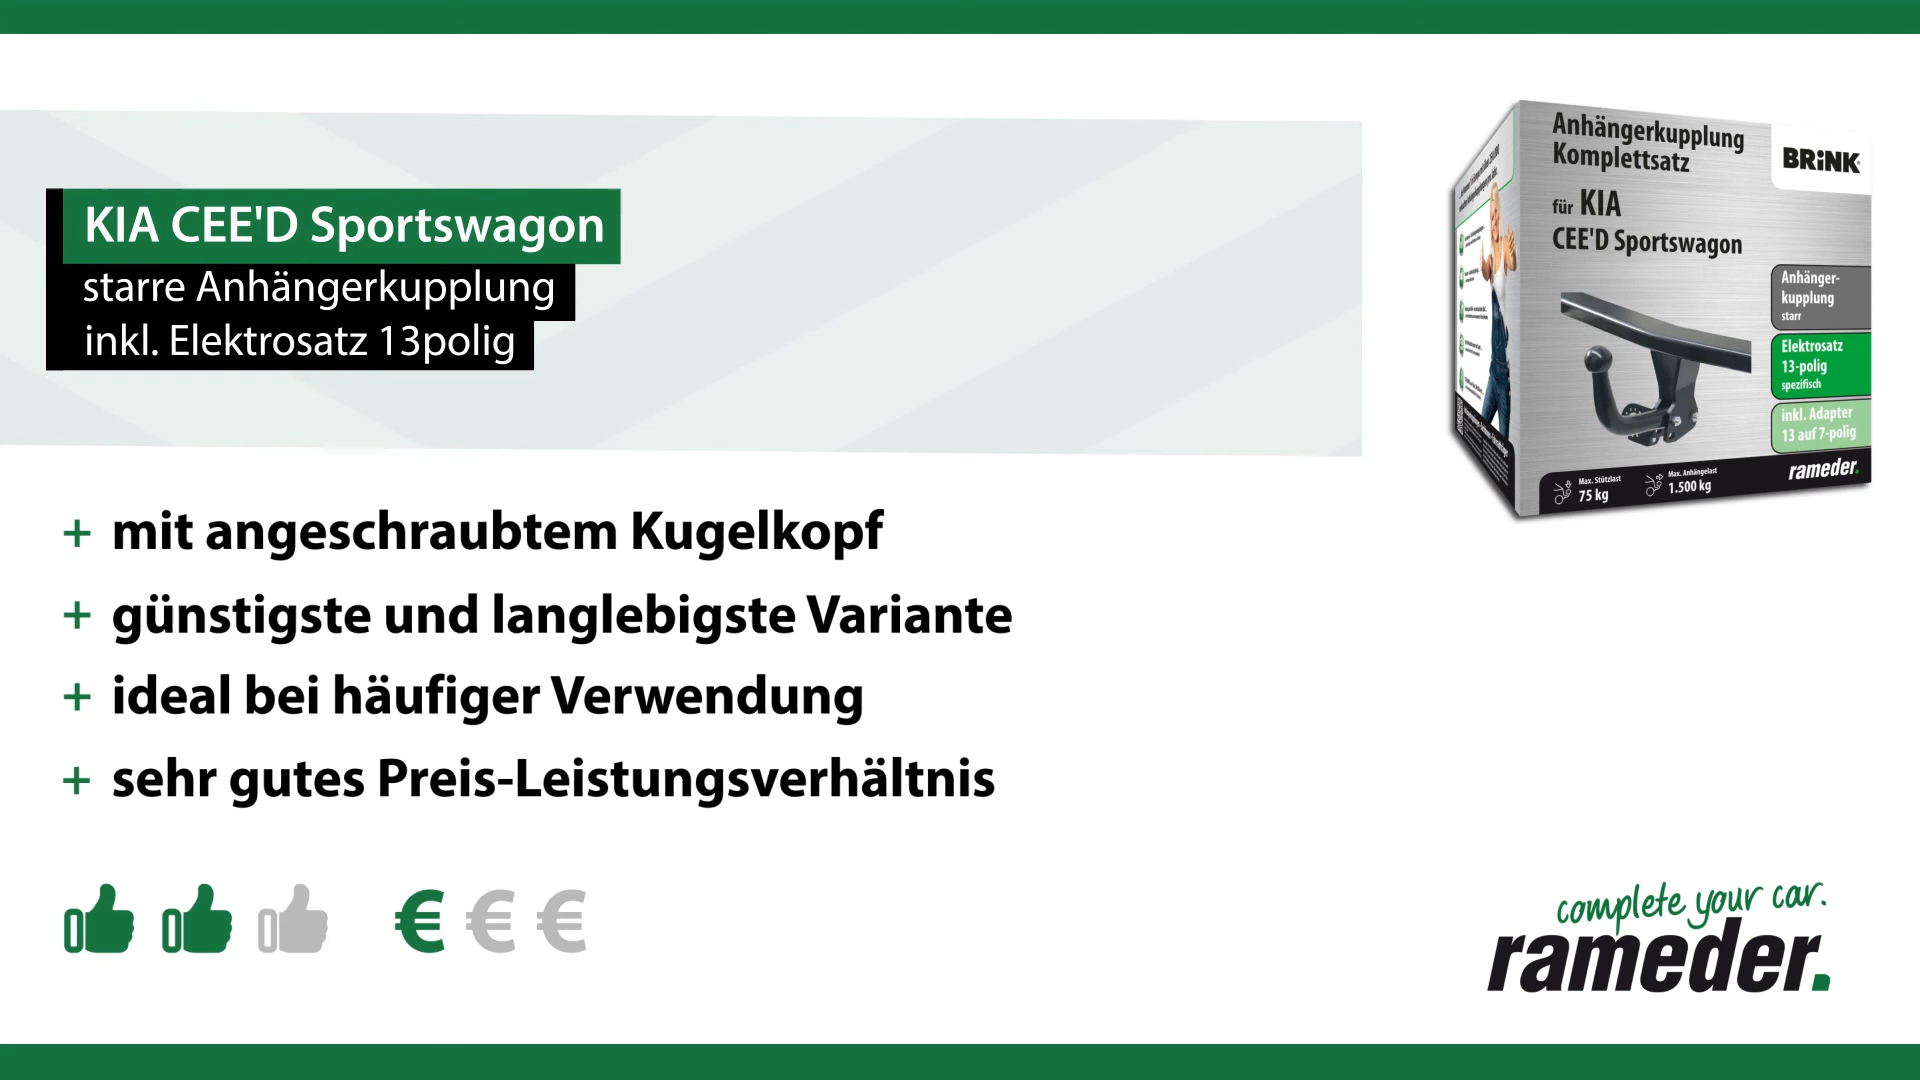 KIA CEE'D Sportswagon
starre Anhängerkupplung
inkl. Elektrosatz 13polig
+ mit angeschraubtem Kugelkopf
+ günstigste und langlebigste Variante
+ ideal bei häufiger Verwendung
+ sehr gutes Preis-Leistungsverhältnis
€ € €
Anhängerkupplung
Komplettsatz
BRiNK
für KIA
CEE'D Sportswagon
Anhänger-
kupplung
starr
Elektrosatz
13-polig
spezifisch
inkl. Adapter
13 auf 7-polig
Max. Stützlast
75 kg
Max. Anhängelast
1.500 kg
rameder.
complete your car.
rameder.